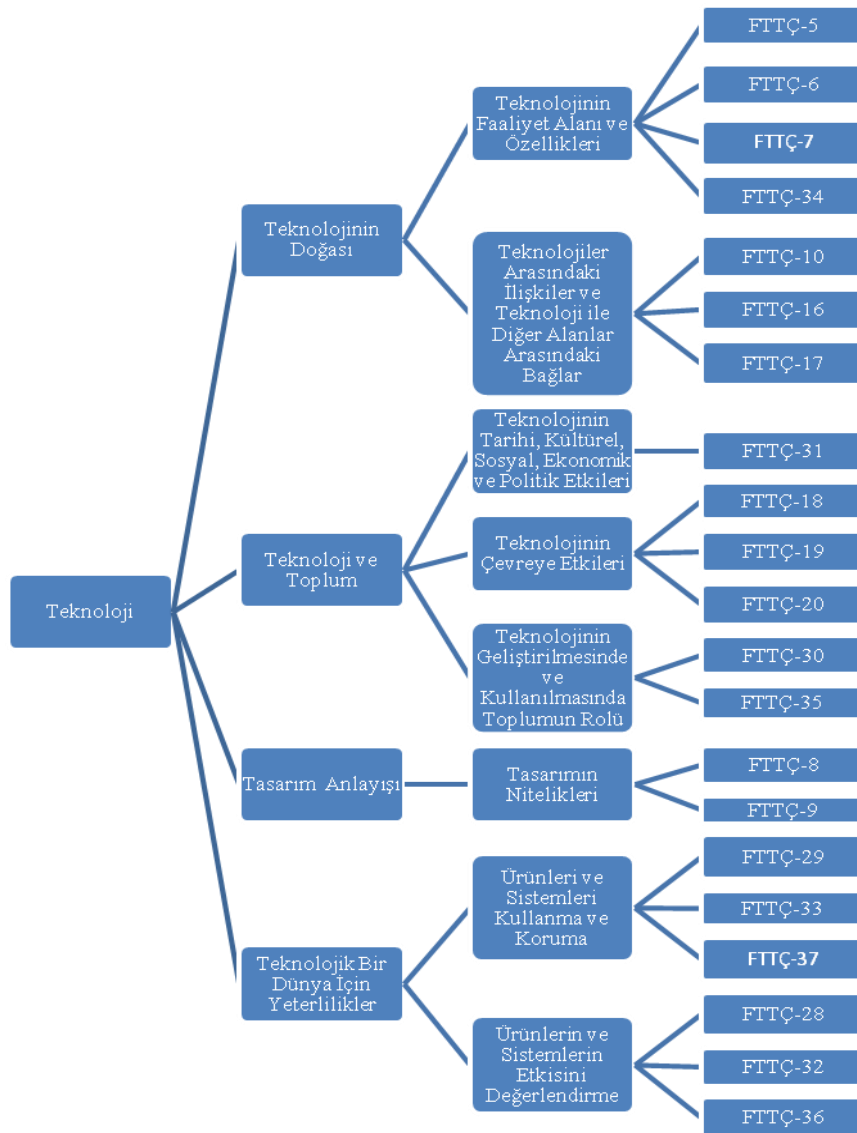 Teknoloji
Teknolojinin
Doğası
Teknolojinin
Faaliyet Alanı ve
Özellikleri
FTTÇ-5
FTTÇ-6
FTTÇ-7
FTTÇ-34
Teknolojiler
Arasındaki
İlişkiler ve
Teknoloji ile
Diğer Alanlar
Arasındaki
Bağlar
FTTÇ-10
FTTÇ-16
FTTÇ-17
Teknoloji ve
Toplum
Teknolojinin
Tarihi, Kültürel,
Sosyal, Ekonomik
ve Politik Etkileri
FTTÇ-31
Teknolojinin
Çevreye Etkileri
FTTÇ-18
FTTÇ-19
FTTÇ-20
Teknolojinin
Geliştirilmesinde
ve
Kullanılmasında
Toplumun Rolü
FTTÇ-30
FTTÇ-35
Tasarım Anlayışı
Tasarımın
Nitelikleri
FTTÇ-8
FTTÇ-9
Teknolojik Bir
Dünya İçin
Yeterlilikler
Ürünleri ve
Sistemleri
Kullanma ve
Koruma
FTTÇ-29
FTTÇ-33
FTTÇ-37
Ürünlerin ve
Sistemlerin
Etkisini
Değerlendirme
FTTÇ-28
FTTÇ-32
FTTÇ-36